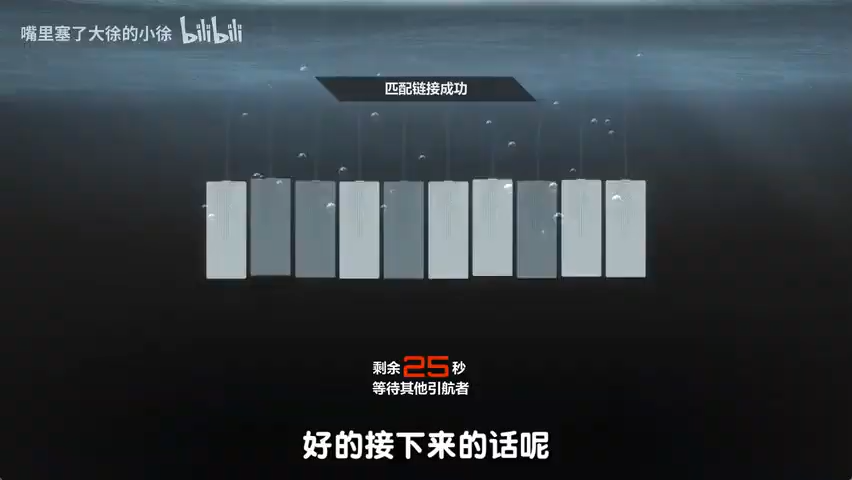 嘴里塞了大徐的小徐 bilibili
匹配链接成功
剩余25秒
等待其他引航者
好的接下来的话呢